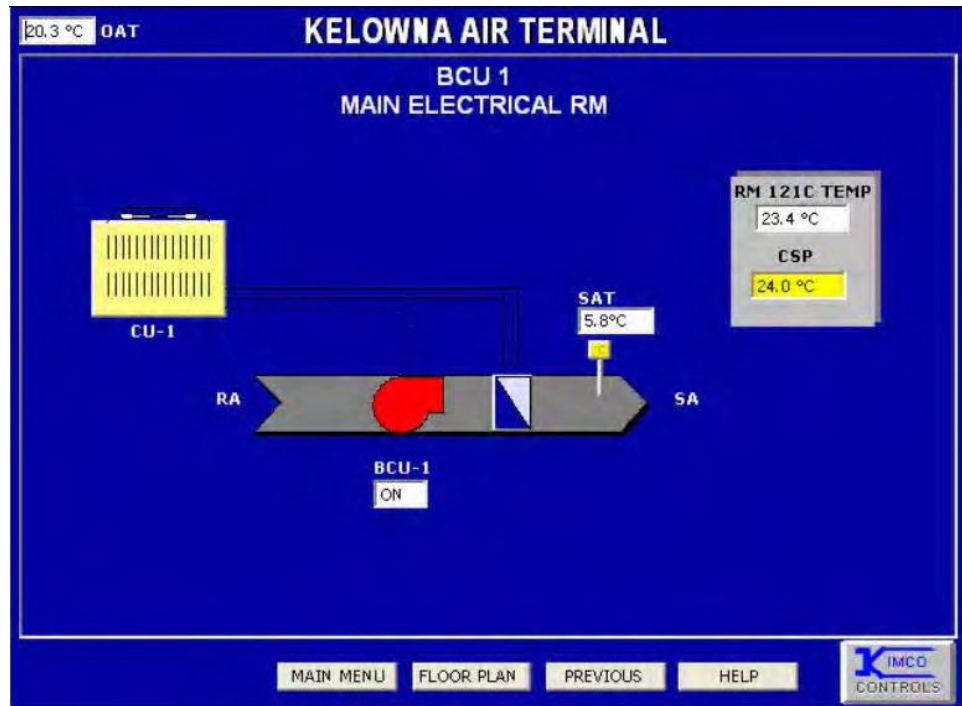 20.3 °C OAT
KELOWNA AIR TERMINAL
BCU 1
MAIN ELECTRICAL RM
RM 121C TEMP
23.4 °C
CSP
24.0 °C
SAT
5.8°C
°C
CU-1
RA
SA
BCU-1
ON
MAIN MENU
FLOOR PLAN
PREVIOUS
HELP
KIMCO
CONTROLS